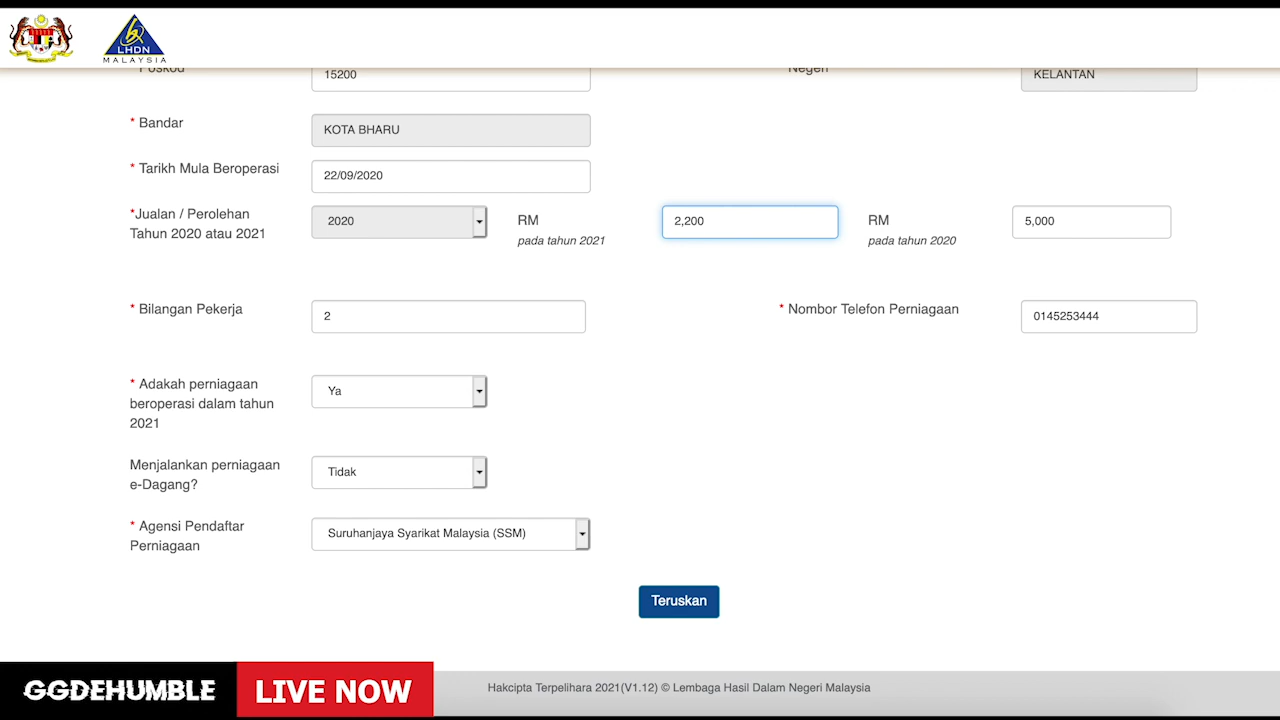 LHDN
MALAYSIA
Poskod
15200
Negeri
KELANTAN
* Bandar
KOTA BHARU
* Tarikh Mula Beroperasi
22/09/2020
*Jualan / Perolehan
Tahun 2020 atau 2021
2020
RM
pada tahun 2021
2,200
RM
pada tahun 2020
5,000
* Bilangan Pekerja
2
* Nombor Telefon Perniagaan
0145253444
* Adakah perniagaan
beroperasi dalam tahun
2021
Ya
Menjalankan perniagaan
e-Dagang?
Tidak
* Agensi Pendaftar
Perniagaan
Suruhanjaya Syarikat Malaysia (SSM)
Teruskan
GGDEHUMBLE
LIVE NOW
Hakcipta Terpelihara 2021(V1.12) © Lembaga Hasil Dalam Negeri Malaysia